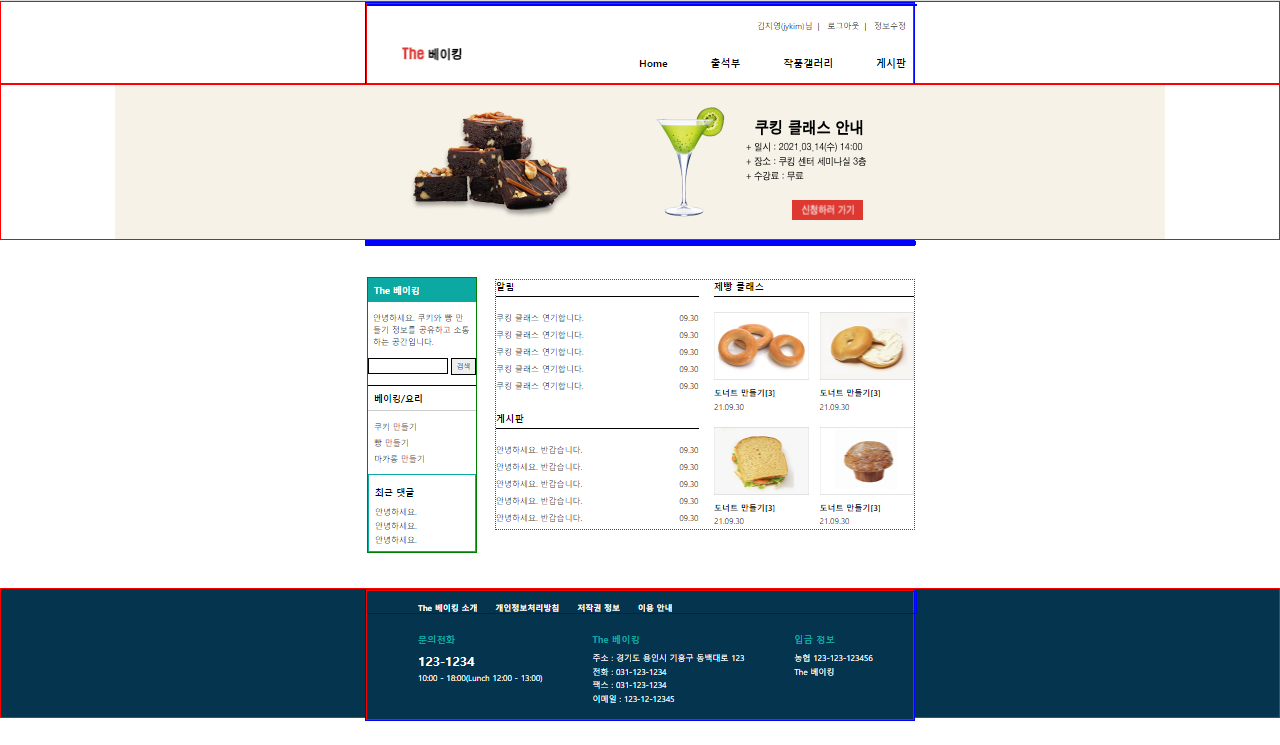 김지영(jykim)님 | 로그아웃 | 정보수정
The 베이킹
Home 출석부 작품갤러리 게시판
쿠킹 클래스 안내
+ 일시 : 2021.03.14(수) 14:00
+ 장소 : 쿠킹 센터 세미나실 3층
+ 수강료 : 무료
신청하러 가기
The 베이킹
안녕하세요. 쿠키와 빵 만
들기 정보를 공유하고 소통
하는 공간입니다.
검색
베이킹/요리
쿠키 만들기
빵 만들기
마카롱 만들기
최근 댓글
안녕하세요.
안녕하세요.
안녕하세요.
알림
쿠킹 클래스 연기합니다. 09.30
쿠킹 클래스 연기합니다. 09.30
쿠킹 클래스 연기합니다. 09.30
쿠킹 클래스 연기합니다. 09.30
쿠킹 클래스 연기합니다. 09.30
게시판
안녕하세요. 반갑습니다. 09.30
안녕하세요. 반갑습니다. 09.30
안녕하세요. 반갑습니다. 09.30
안녕하세요. 반갑습니다. 09.30
안녕하세요. 반갑습니다. 09.30
제빵 클래스
도너트 만들기[3] 도너트 만들기[3]
21.09.30 21.09.30
도너트 만들기[3] 도너트 만들기[3]
21.09.30 21.09.30
The 베이킹 소개 개인정보처리방침 저작권 정보 이용 안내
문의전화
123-1234
10:00 ~ 18:00(Lunch 12:00 ~ 13:00)
The 베이킹
주소 : 경기도 용인시 기흥구 동백대로 123
전화 : 031-123-1234
팩스 : 031-123-1234
이메일 : 123-12-12345
입금 정보
농협 123-123-123456
The 베이킹